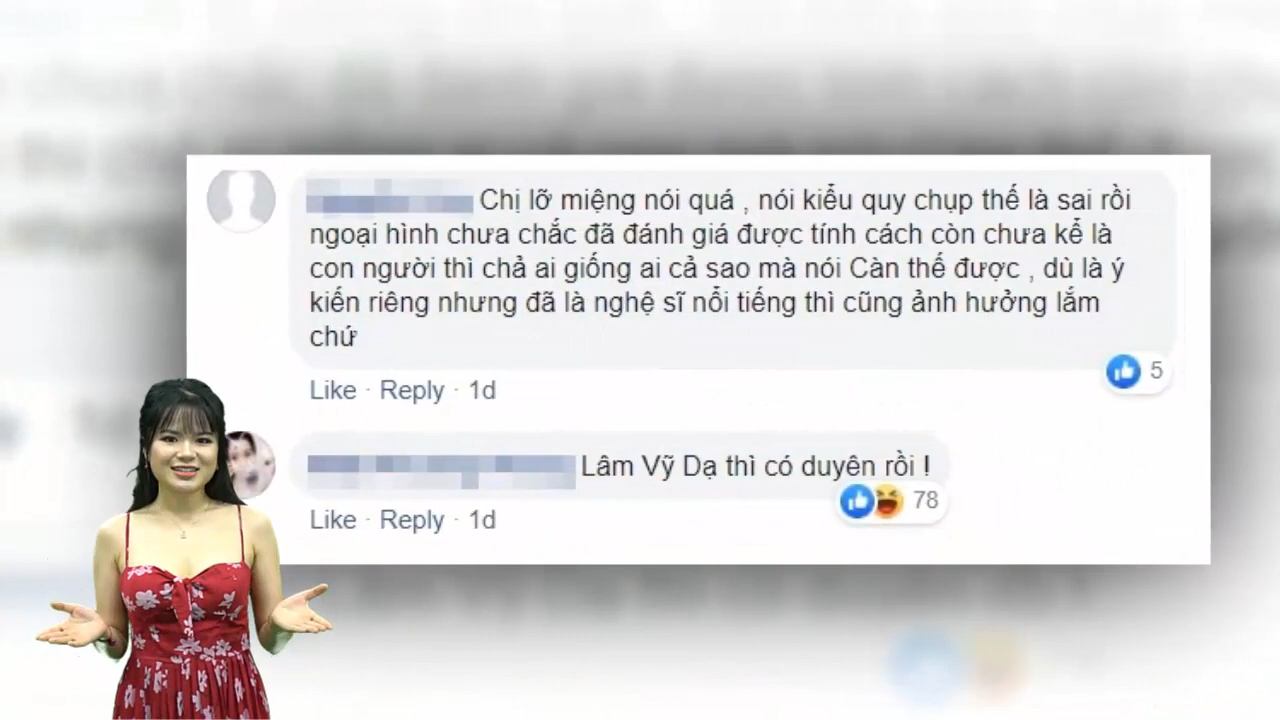 Chị lỡ miệng nói quá , nói kiểu quy chụp thế là sai rồi
ngoại hình chưa chắc đã đánh giá được tính cách còn chưa kể là
con người thì chả ai giống ai cả sao mà nói Càn thế được , dù là ý
kiến riêng nhưng đã là nghệ sĩ nổi tiếng thì cũng ảnh hưởng lắm
chứ
5
Like · Reply · 1d
Lâm Vỹ Dạ thì có duyên rồi !
78
Like · Reply · 1d